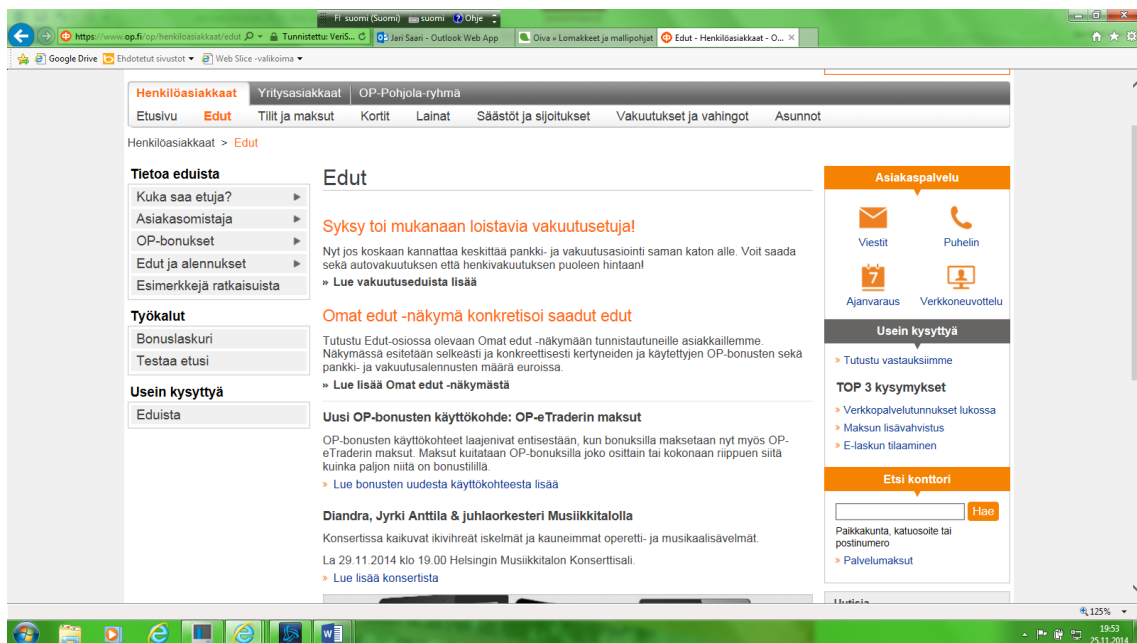 FI suomi (Suomi) suomi Ohje
https://www.op.fi/op/henkiloasiakkaat/edut
Tunnistettu: VeriS...
Jari Saari - Outlook Web App
Oiva » Lomakkeet ja mallipohjat
Edut - Henkilöasiakkaat - O...
Google Drive
Ehdotetut sivustot
Web Slice -valikoima
Henkilöasiakkaat Yritysasiakkaat OP-Pohjola-ryhmä
Etusivu Edut Tilit ja maksut Kortit Lainat Säästöt ja sijoitukset Vakuutukset ja vahingot Asunnot
Henkilöasiakkaat > Edut
Tietoa eduista
Kuka saa etuja?
Asiakasomistaja
OP-bonukset
Edut ja alennukset
Esimerkkejä ratkaisuista
Työkalut
Bonuslaskuri
Testaa etusi
Usein kysyttyä
Eduista
Edut
Syksy toi mukanaan loistavia vakuutusetuja!
Nyt jos koskaan kannattaa keskittää pankki- ja vakuutusasiointi saman katon alle. Voit saada
sekä autovakuutuksen että henkivakuutuksen puoleen hintaan!
» Lue vakuutuseduista lisää
Omat edut -näkymä konkretisoi saadut edut
Tutustu Edut-osiossa olevaan Omat edut -näkymään tunnistautuneille asiakkaillemme.
Näkymässä esitetään selkeästi ja konkreettisesti kertyneiden ja käytettyjen OP-bonusten sekä
pankki- ja vakuutusalennusten määrä euroissa.
» Lue lisää Omat edut -näkymästä
Uusi OP-bonusten käyttökohde: OP-eTraderin maksut
OP-bonusten käyttökohteet laajenivat entisestään, kun bonuksilla maksetaan nyt myös OP-
eTraderin maksut. Maksut kuitataan OP-bonuksilla joko osittain tai kokonaan riippuen siitä
kuinka paljon niitä on bonustilillä.
» Lue bonusten uudesta käyttökohteesta lisää
Diandra, Jyrki Anttila & juhlaorkesteri Musiikkitalolla
Konsertissa kaikuvat ikivihreät iskelmät ja kauneimmat operetti- ja musikaalisävelmät.
La 29.11.2014 klo 19.00 Helsingin Musiikkitalon Konserttisali.
» Lue lisää konsertista
Asiakaspalvelu
Viestit Puhelin
7
Ajanvaraus Verkkoneuvottelu
Usein kysyttyä
» Tutustu vastauksiimme
TOP 3 kysymykset
» Verkkopalvelutunnukset lukossa
» Maksun lisävahvistus
» E-laskun tilaaminen
Etsi konttori
Hae
Paikkakunta, katuosoite tai
postinumero
» Palvelumaksut
125%
19:53
25.11.2014